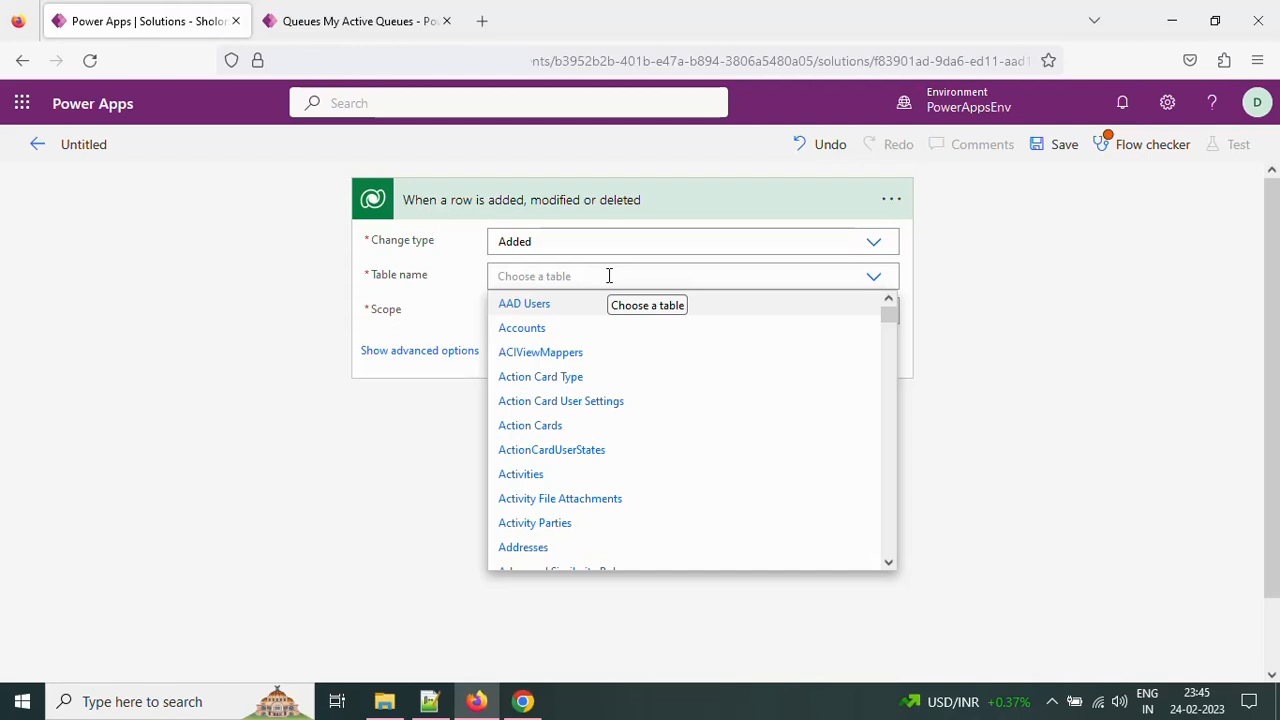 Power Apps | Solutions - Sholo
Queues My Active Queues - Po
nts/b3952b2b-401b-e47a-b894-3806a5480a05/solutions/f83901ad-9da6-ed11-aad1
Power Apps
Search
Environment
PowerAppsEnv
D
Untitled
Undo
Redo
Comments
Save
Flow checker
Test
When a row is added, modified or deleted
* Change type
Added
* Table name
Choose a table
* Scope
AAD Users
Choose a table
Accounts
ACIViewMappers
Show advanced options
Action Card Type
Action Card User Settings
Action Cards
ActionCardUserStates
Activities
Activity File Attachments
Activity Parties
Addresses
Type here to search
USD/INR +0.37%
ENG
IN
23:45
24-02-2023